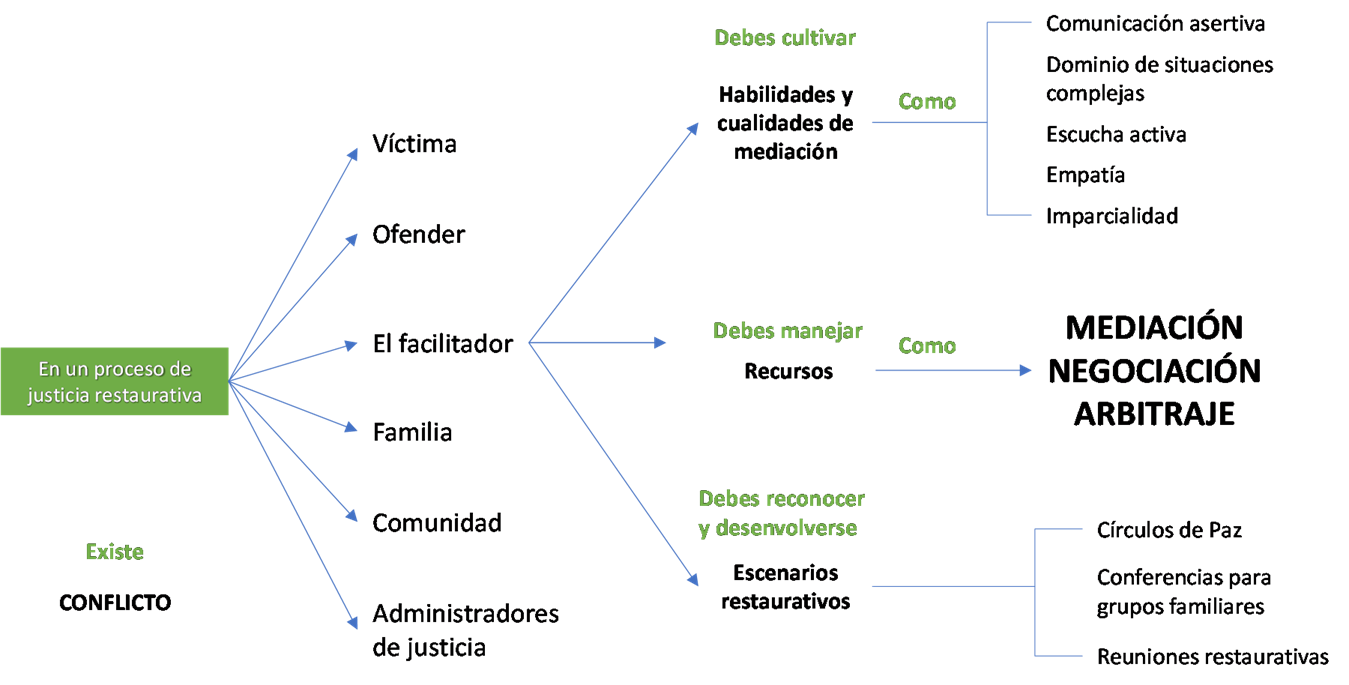 En un proceso de
justicia restaurativa
Existe
CONFLICTO
Víctima
Ofender
El facilitador
Familia
Comunidad
Administradores
de justicia
Debes cultivar
Habilidades y
cualidades de
mediación
Como
Comunicación asertiva
Dominio de situaciones
complejas
Escucha activa
Empatía
Imparcialidad
Debes manejar
Recursos
Como
MEDIACIÓN
NEGOCIACIÓN
ARBITRAJE
Debes reconocer
y desenvolverse
Escenarios
restaurativos
Círculos de Paz
Conferencias para
grupos familiares
Reuniones restaurativas